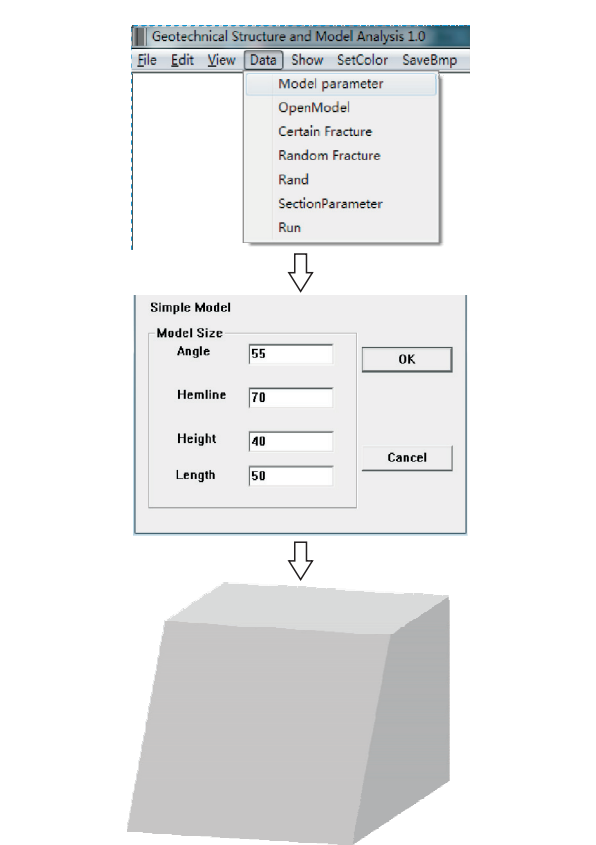 Geotechnical Structure and Model Analysis 1.0
File Edit View Data Show SetColor SaveBmp
Model parameter
OpenModel
Certain Fracture
Random Fracture
Rand
SectionParameter
Run
Simple Model
Model Size
Angle 55
OK
Hemline 70
Height 40
Cancel
Length 50